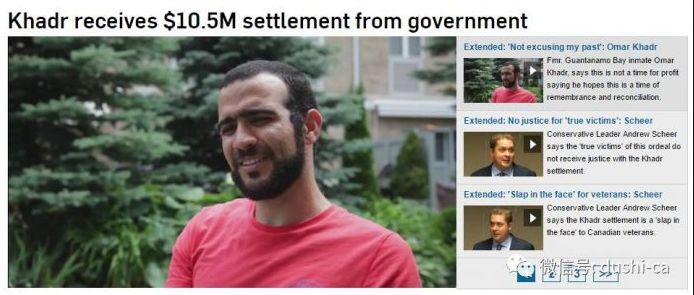 Khadr receives $10.5M settlement from government
Extended: 'Not excusing my past': Omar Khadr
Fmr. Guantanamo Bay inmate Omar
Khadr, says this is not a time for profit
saying he hopes this is a time of
remembrance and reconciliation.
Extended: No justice for 'true victims': Scheer
Conservative Leader Andrew Scheer
says the 'true victims' of this ordeal do
not receive justice with the Khadr
settlement.
Extended: 'Slap in the face' for veterans: Scheer
Conservative Leader Andrew Scheer
says the Khadr settlement is a 'slap in
the face' to Canadian veterans.
2 3 >>
微信号: dushi-ca